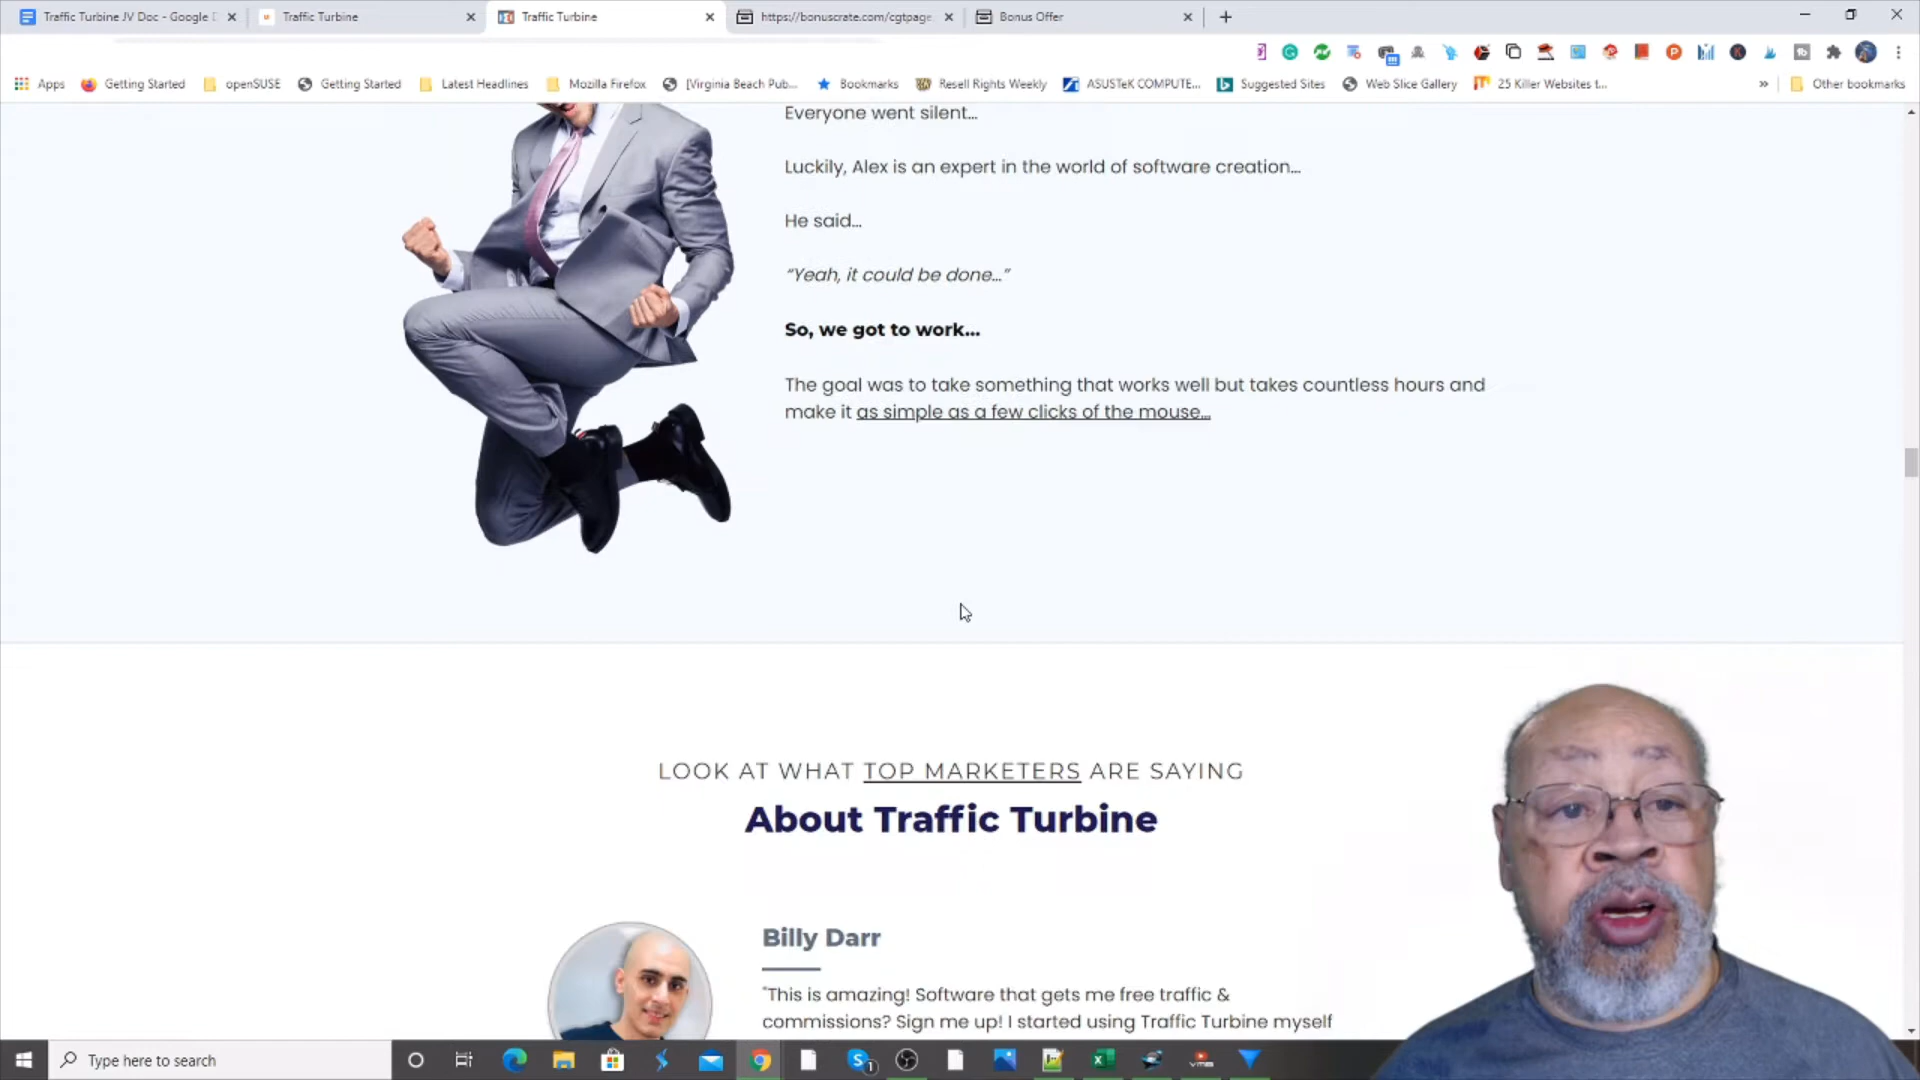 Traffic Turbine JV Doc - Google D
Traffic Turbine
Traffic Turbine
https://bonuscrate.com/cgtpage
Bonus Offer
Apps
Getting Started
openSUSE
Getting Started
Latest Headlines
Mozilla Firefox
[Virginia Beach Pub...
Bookmarks
Resell Rights Weekly
ASUSTeK COMPUTE...
Suggested Sites
Web Slice Gallery
25 Killer Websites t...
»
Other bookmarks
Everyone went silent...
Luckily, Alex is an expert in the world of software creation...
He said...
“Yeah, it could be done...”
So, we got to work...
The goal was to take something that works well but takes countless hours and
make it as simple as a few clicks of the mouse...
LOOK AT WHAT TOP MARKETERS ARE SAYING
About Traffic Turbine
Billy Darr
"This is amazing! Software that gets me free traffic &
commissions? Sign me up! I started using Traffic Turbine myself
Type here to search